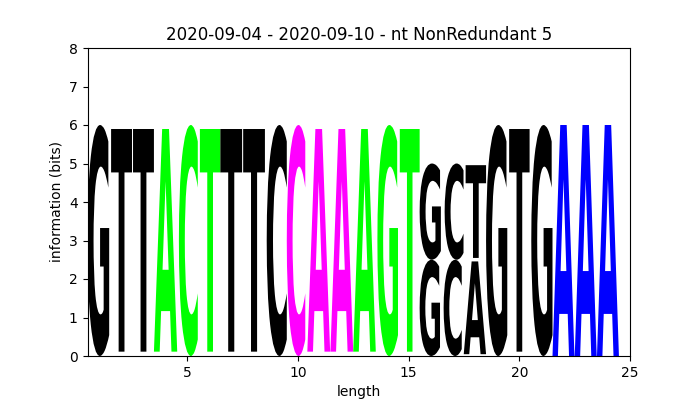 2020-09-04 - 2020-09-10 - nt NonRedundant 5
8
7
6
5
4
3
2
1
0
information (bits)
GTTACTTTCCAAAGTGCTGTGAAA
GCA
5 10 15 20 25
length